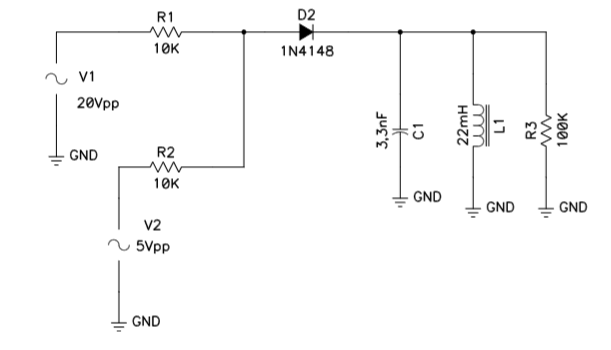 R1
10K
D2
1N4148
V1
20Vpp
GND
R2
10K
V2
5Vpp
GND
3,3nF
C1
GND
22mH
L1
GND
R3
100K
GND